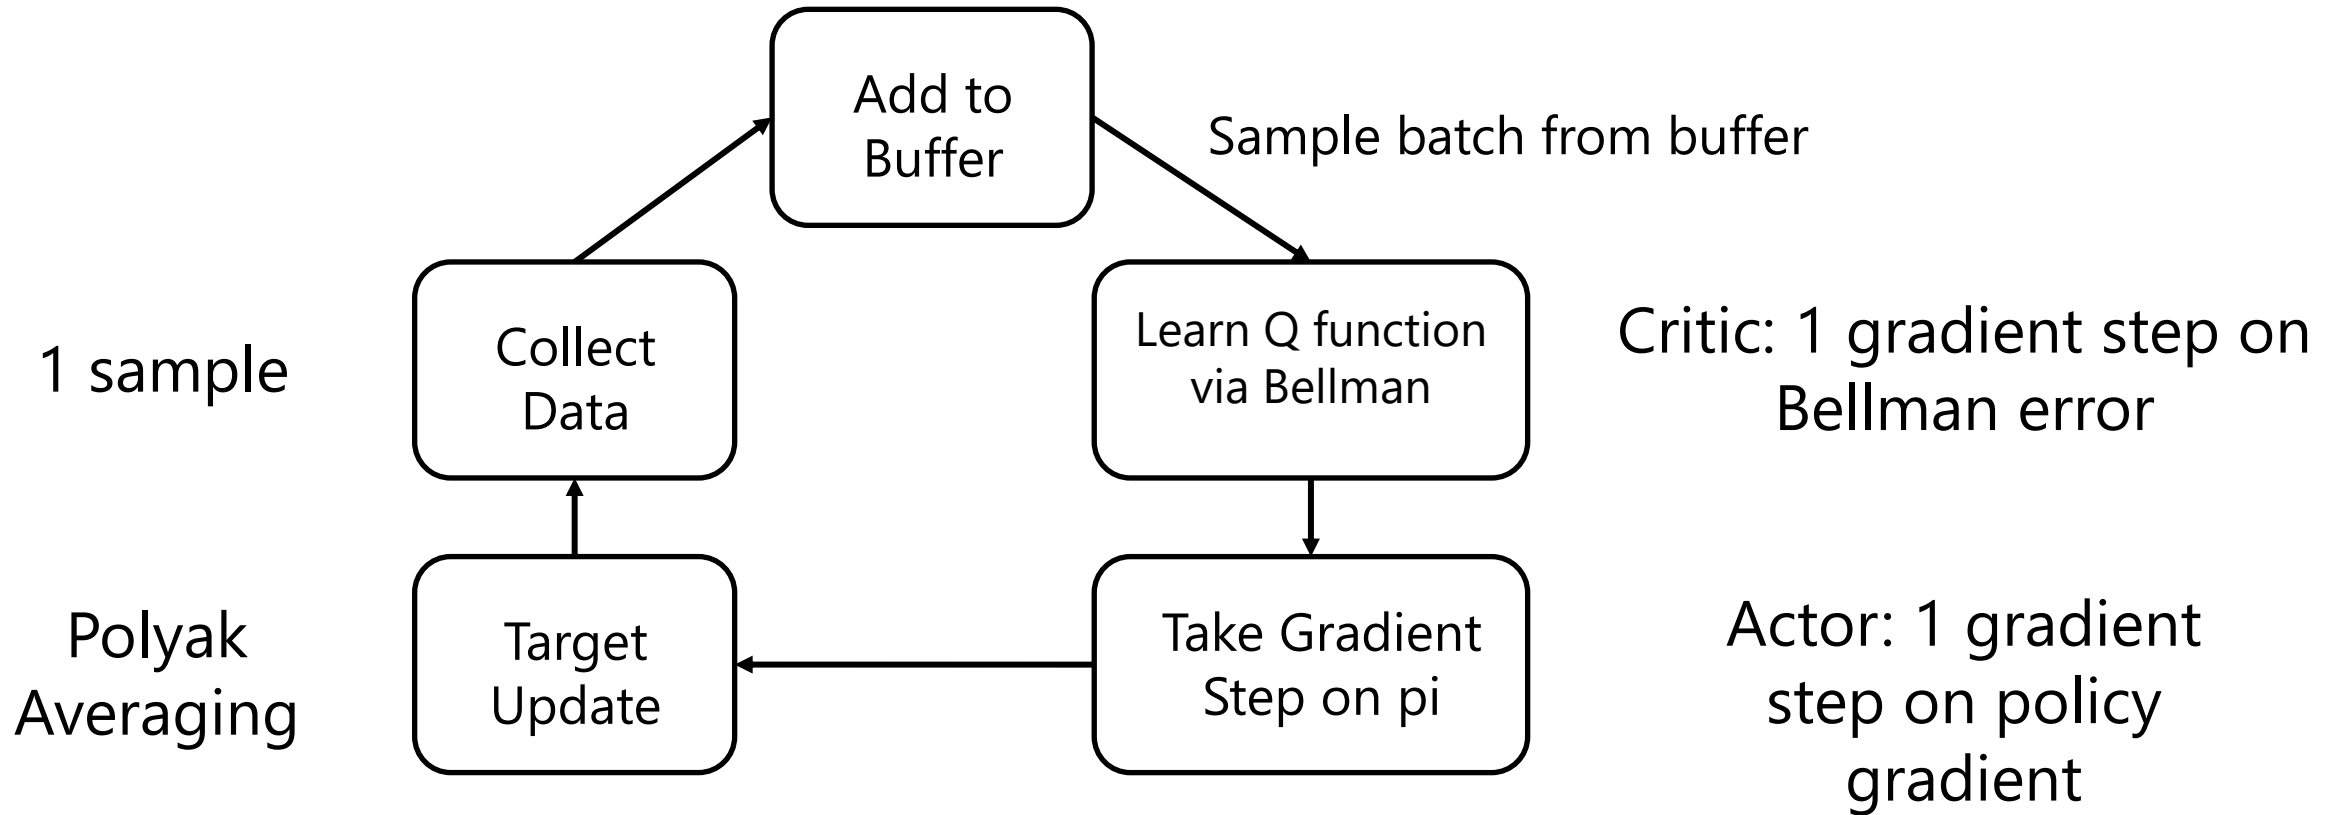 Add to
Buffer
Sample batch from buffer
1 sample
Collect
Data
Learn Q function
via Bellman
Critic: 1 gradient step on
Bellman error
Polyak
Averaging
Target
Update
Take Gradient
Step on pi
Actor: 1 gradient
step on policy
gradient